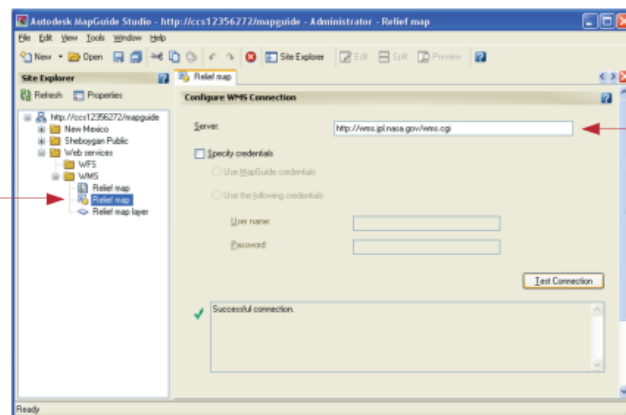 Autodesk MapGuide Studio - http://ccs12356272/mapguide - Administrator - Relief map
File Edit View Tools Window Help
New Open Site Explorer Edit Split Preview
Site Explorer
Relief map
Refresh Properties
Configure WMS Connection
http://ccs12356272/mapguide
New Mexico
Sheboygan Public
Web services
WFS
WMS
Relief map
Relief map
Relief map layer
Server:
http://wms.jpl.nasa.gov/wms.cgi
Specify credentials
Use MapGuide credentials
Use the following credentials
User name:
Password:
Test Connection
Successful connection.
Ready